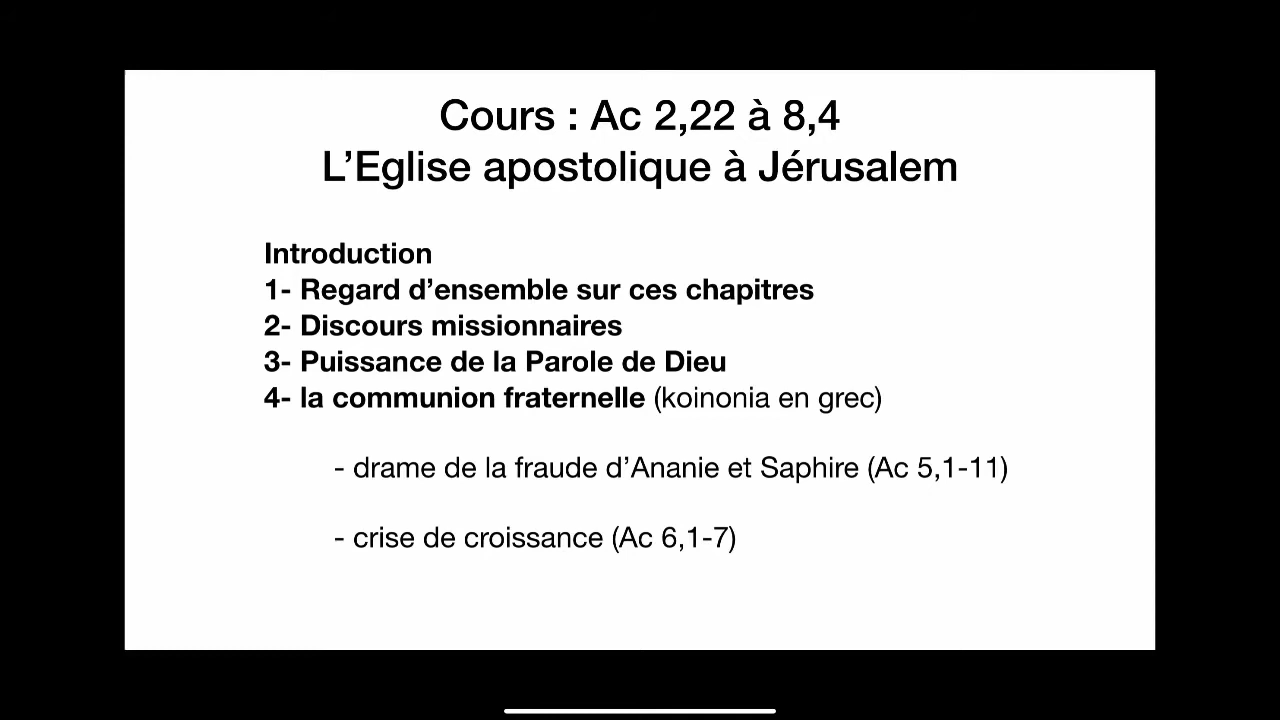 Cours : Ac 2,22 à 8,4
L’Eglise apostolique à Jérusalem
Introduction
1- Regard d’ensemble sur ces chapitres
2- Discours missionnaires
3- Puissance de la Parole de Dieu
4- la communion fraternelle (koinonia en grec)
- drame de la fraude d’Ananie et Saphire (Ac 5,1-11)
- crise de croissance (Ac 6,1-7)